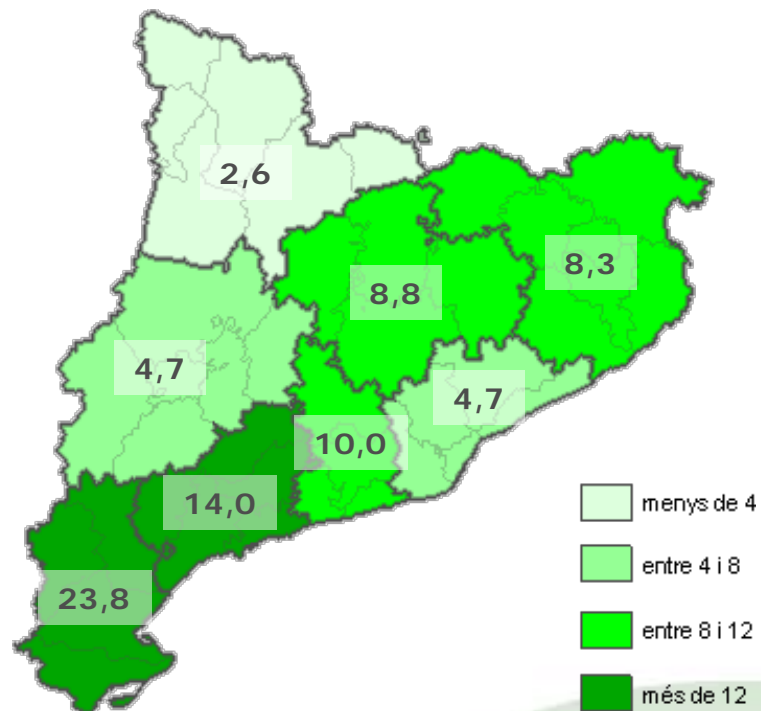 2,6
8,3
8,8
4,7
4,7
10,0
14,0
23,8
menys de 4
entre 4 i 8
entre 8 i 12
més de 12